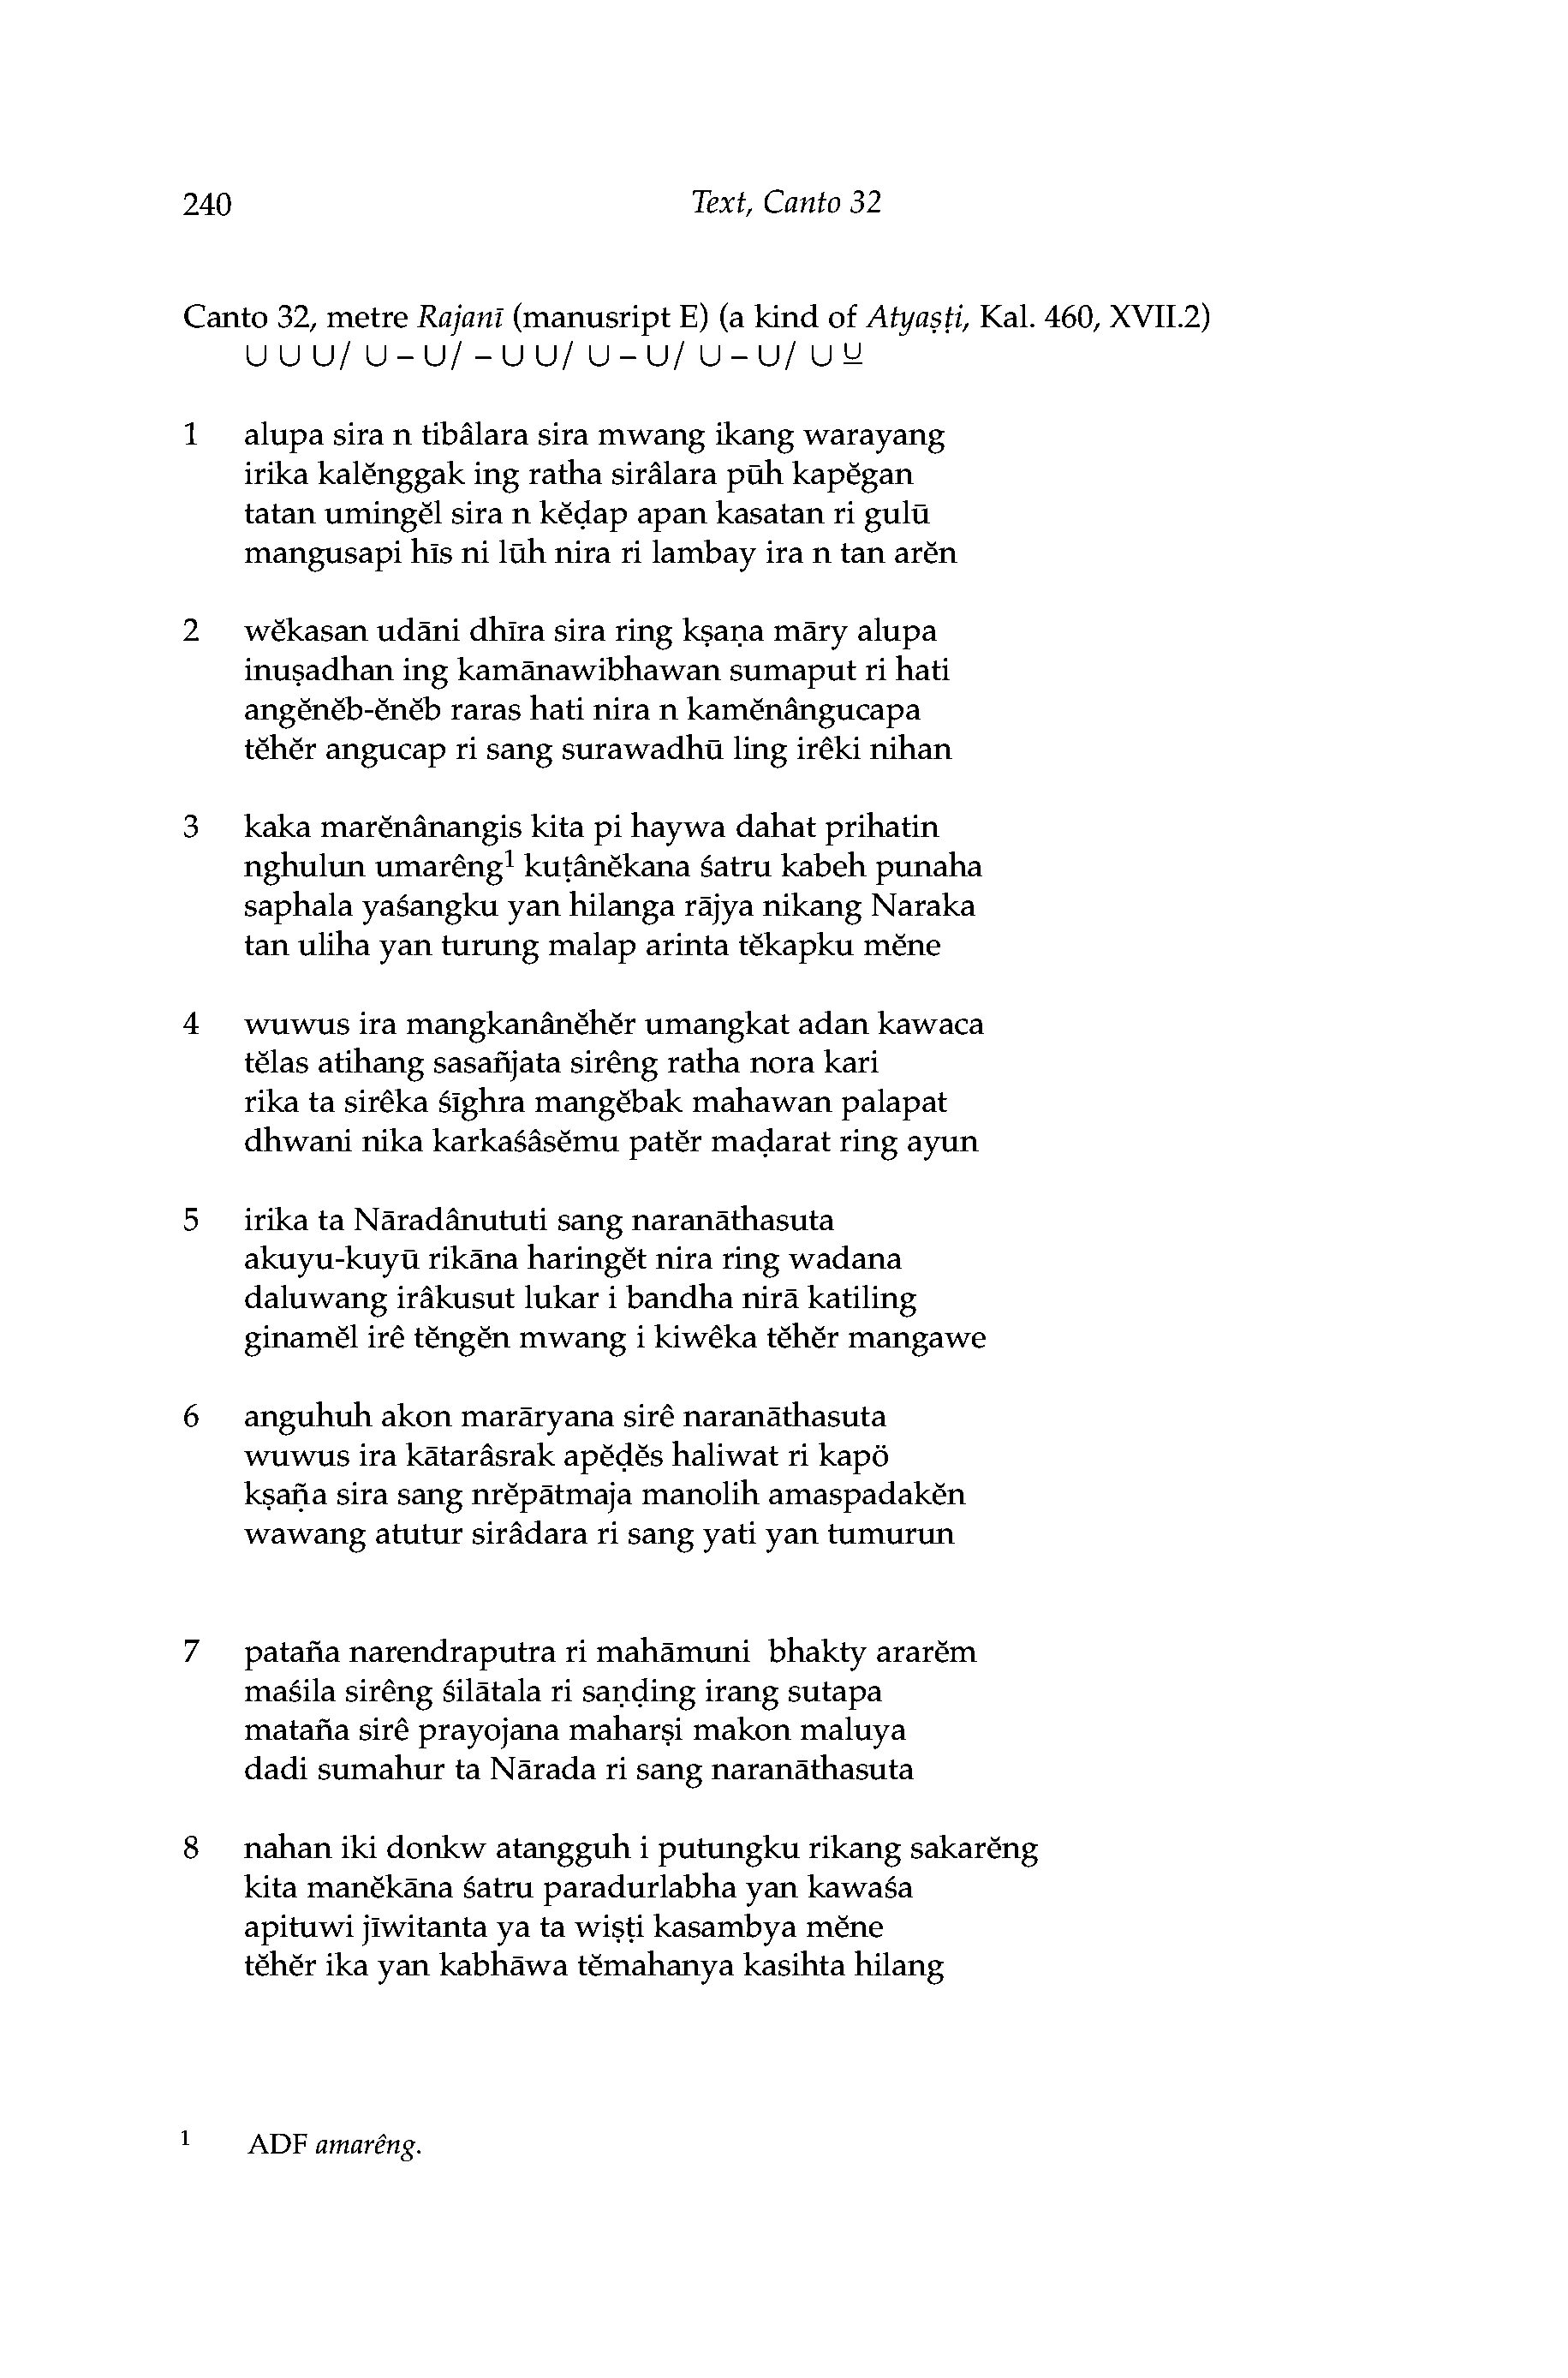 240 Text, Canto 32
Canto 32, metre Rajanī (manusript E) (a kind of Atyaṣṭi, Kal. 460, XVII.2)
∪ ∪ ∪/ ∪ – ∪/ – ∪ ∪/ ∪ – ∪/ ∪ – ∪/ ∪ ⊻
1 alupa sira n tibâlara sira mwang ikang warayang
irika kalĕnggak ing ratha sirâlara pūh kapĕgan
tatan umingĕl sira n kĕḍap apan kasatan ri gulū
mangusapi hīs ni lūh nira ri lambay ira n tan arĕn
2 wĕkasan udāni dhīra sira ring kṣaṇa māry alupa
inuṣadhan ing kamānawibhawan sumaput ri hati
angĕnĕb-ĕnĕb raras hati nira n kamĕnângucapa
tĕhĕr angucap ri sang surawadhū ling irêki nihan
3 kaka marĕnânangis kita pi haywa dahat prihatin
nghulun umarêng¹ kuṭânĕkana śatru kabeh punaha
saphala yaśangku yan hilanga rājya nikang Naraka
tan uliha yan turung malap arinta tĕkapku mĕne
4 wuwus ira mangkanânĕhĕr umangkat adan kawaca
tĕlas atihang sasañjata sirêng ratha nora kari
rika ta sirêka śīghra mangĕbak mahawan palapat
dhwani nika karkaśâsĕmu patĕr maḍarat ring ayun
5 irika ta Nāradânututi sang naranāthasuta
akuyu-kuyū rikāna haringĕt nira ring wadana
daluwang irâkusut lukar i bandha nirā katiling
ginamĕl irê tĕngĕn mwang i kiwêka tĕhĕr mangawe
6 anguhuh akon marāryana sirê naranāthasuta
wuwus ira kātarâsrak apĕḍĕs haliwat ri kapö
kṣaṇ̃a sira sang nrĕpātmaja manolih amaspadakĕn
wawang atutur sirâdara ri sang yati yan tumurun
7 pataña narendraputra ri mahāmuni bhakty ararĕm
maśila sirêng śilātala ri saṇḍing irang sutapa
mataña sirê prayojana maharṣi makon maluya
dadi sumahur ta Nārada ri sang naranāthasuta
8 nahan iki donkw atangguh i putungku rikang sakarĕng
kita manĕkāna śatru paradurlabha yan kawaśa
apituwi jīwitanta ya ta wiṣṭi kasambya mĕne
tĕhĕr ika yan kabhāwa tĕmahanya kasihta hilang
¹ ADF amarêng.